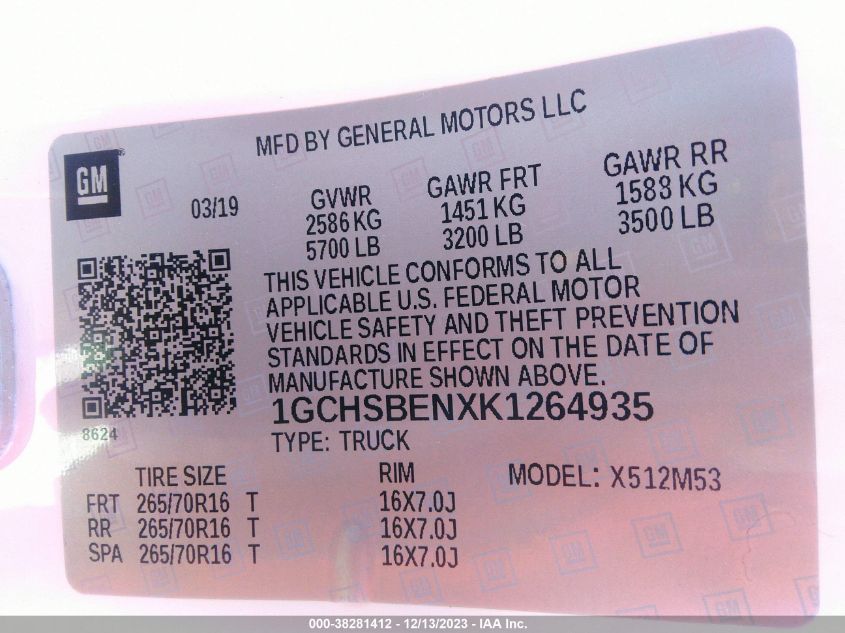 MFD BY GENERAL MOTORS LLC
GM
03/19
GVWR
2586 KG
5700 LB
GAWR FRT
1451 KG
3200 LB
GAWR RR
1588 KG
3500 LB
THIS VEHICLE CONFORMS TO ALL
APPLICABLE U.S. FEDERAL MOTOR
VEHICLE SAFETY AND THEFT PREVENTION
STANDARDS IN EFFECT ON THE DATE OF
MANUFACTURE SHOWN ABOVE.
1GCHSBENXK1264935
8624
TYPE: TRUCK
TIRE SIZE RIM MODEL: X512M53
FRT 265/70R16 T 16X7.0J
RR 265/70R16 T 16X7.0J
SPA 265/70R16 T 16X7.0J
000-38281412 - 12/13/2023 - IAA Inc.